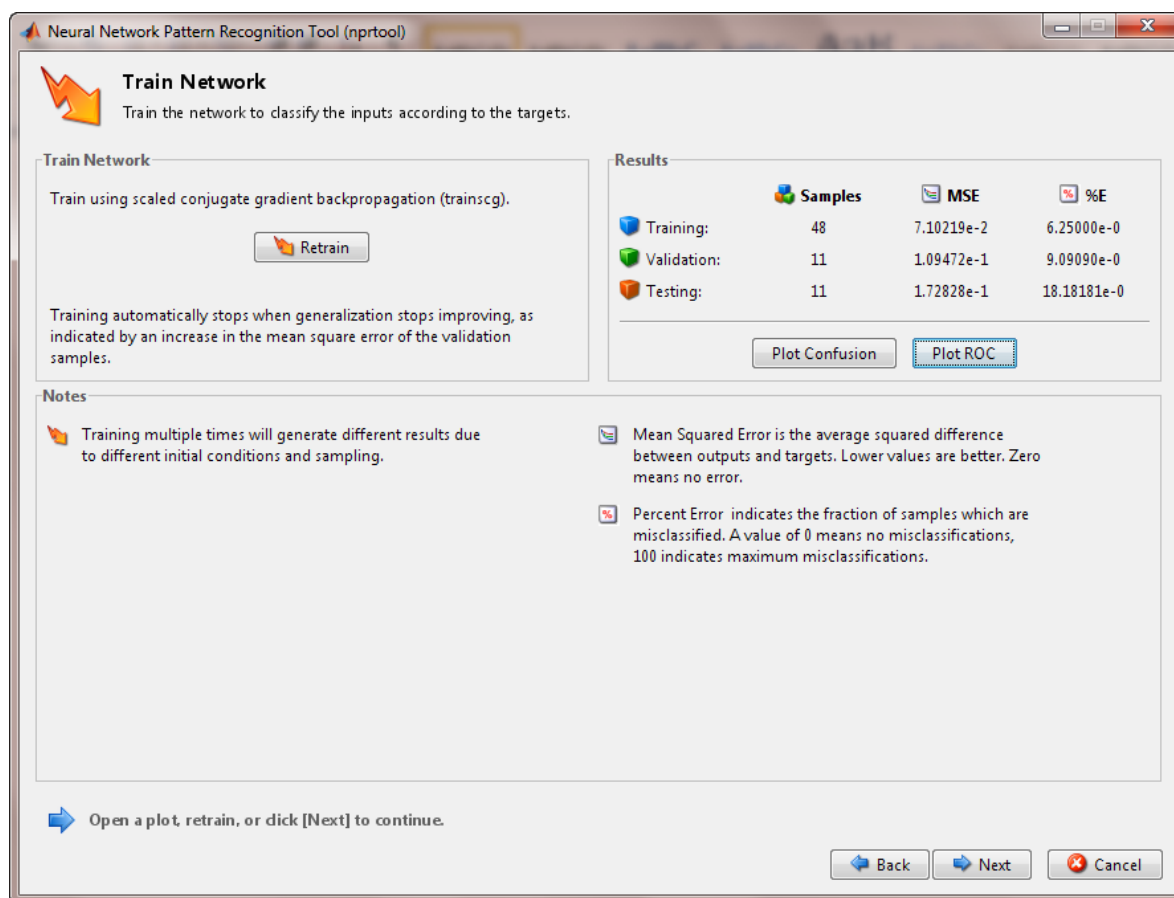 Neural Network Pattern Recognition Tool (nprtool)
Train Network
Train the network to classify the inputs according to the targets.
Train Network
Train using scaled conjugate gradient backpropagation (trainscg).
Retrain
Training automatically stops when generalization stops improving, as
indicated by an increase in the mean square error of the validation
samples.
Results
Samples MSE %E
Training: 48 7.10219e-2 6.25000e-0
Validation: 11 1.09472e-1 9.09090e-0
Testing: 11 1.72828e-1 18.18181e-0
Plot Confusion Plot ROC
Notes
Training multiple times will generate different results due
to different initial conditions and sampling.
Mean Squared Error is the average squared difference
between outputs and targets. Lower values are better. Zero
means no error.
Percent Error indicates the fraction of samples which are
misclassified. A value of 0 means no misclassifications,
100 indicates maximum misclassifications.
Open a plot, retrain, or click [Next] to continue.
Back Next Cancel